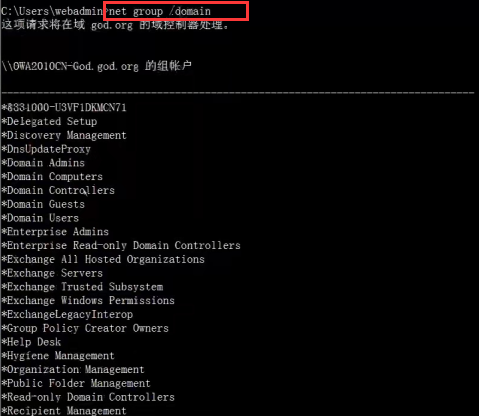 C:\Users\webadmin>net group /domain
这项请求将在域 god.org 的域控制器处理。
\\OWA2010CN-God.god.org 的组帐户
-------------------------------------------------------------------------------
*$331000-U3VF1DKMCN71
*Delegated Setup
*Discovery Management
*DnsUpdateProxy
*Domain Admins
*Domain Computers
*Domain Controllers
*Domain Guests
*Domain Users
*Enterprise Admins
*Enterprise Read-only Domain Controllers
*Exchange All Hosted Organizations
*Exchange Servers
*Exchange Trusted Subsystem
*Exchange Windows Permissions
*ExchangeLegacyInterop
*Group Policy Creator Owners
*Help Desk
*Hygiene Management
*Organization Management
*Public Folder Management
*Read-only Domain Controllers
*Recipient Management